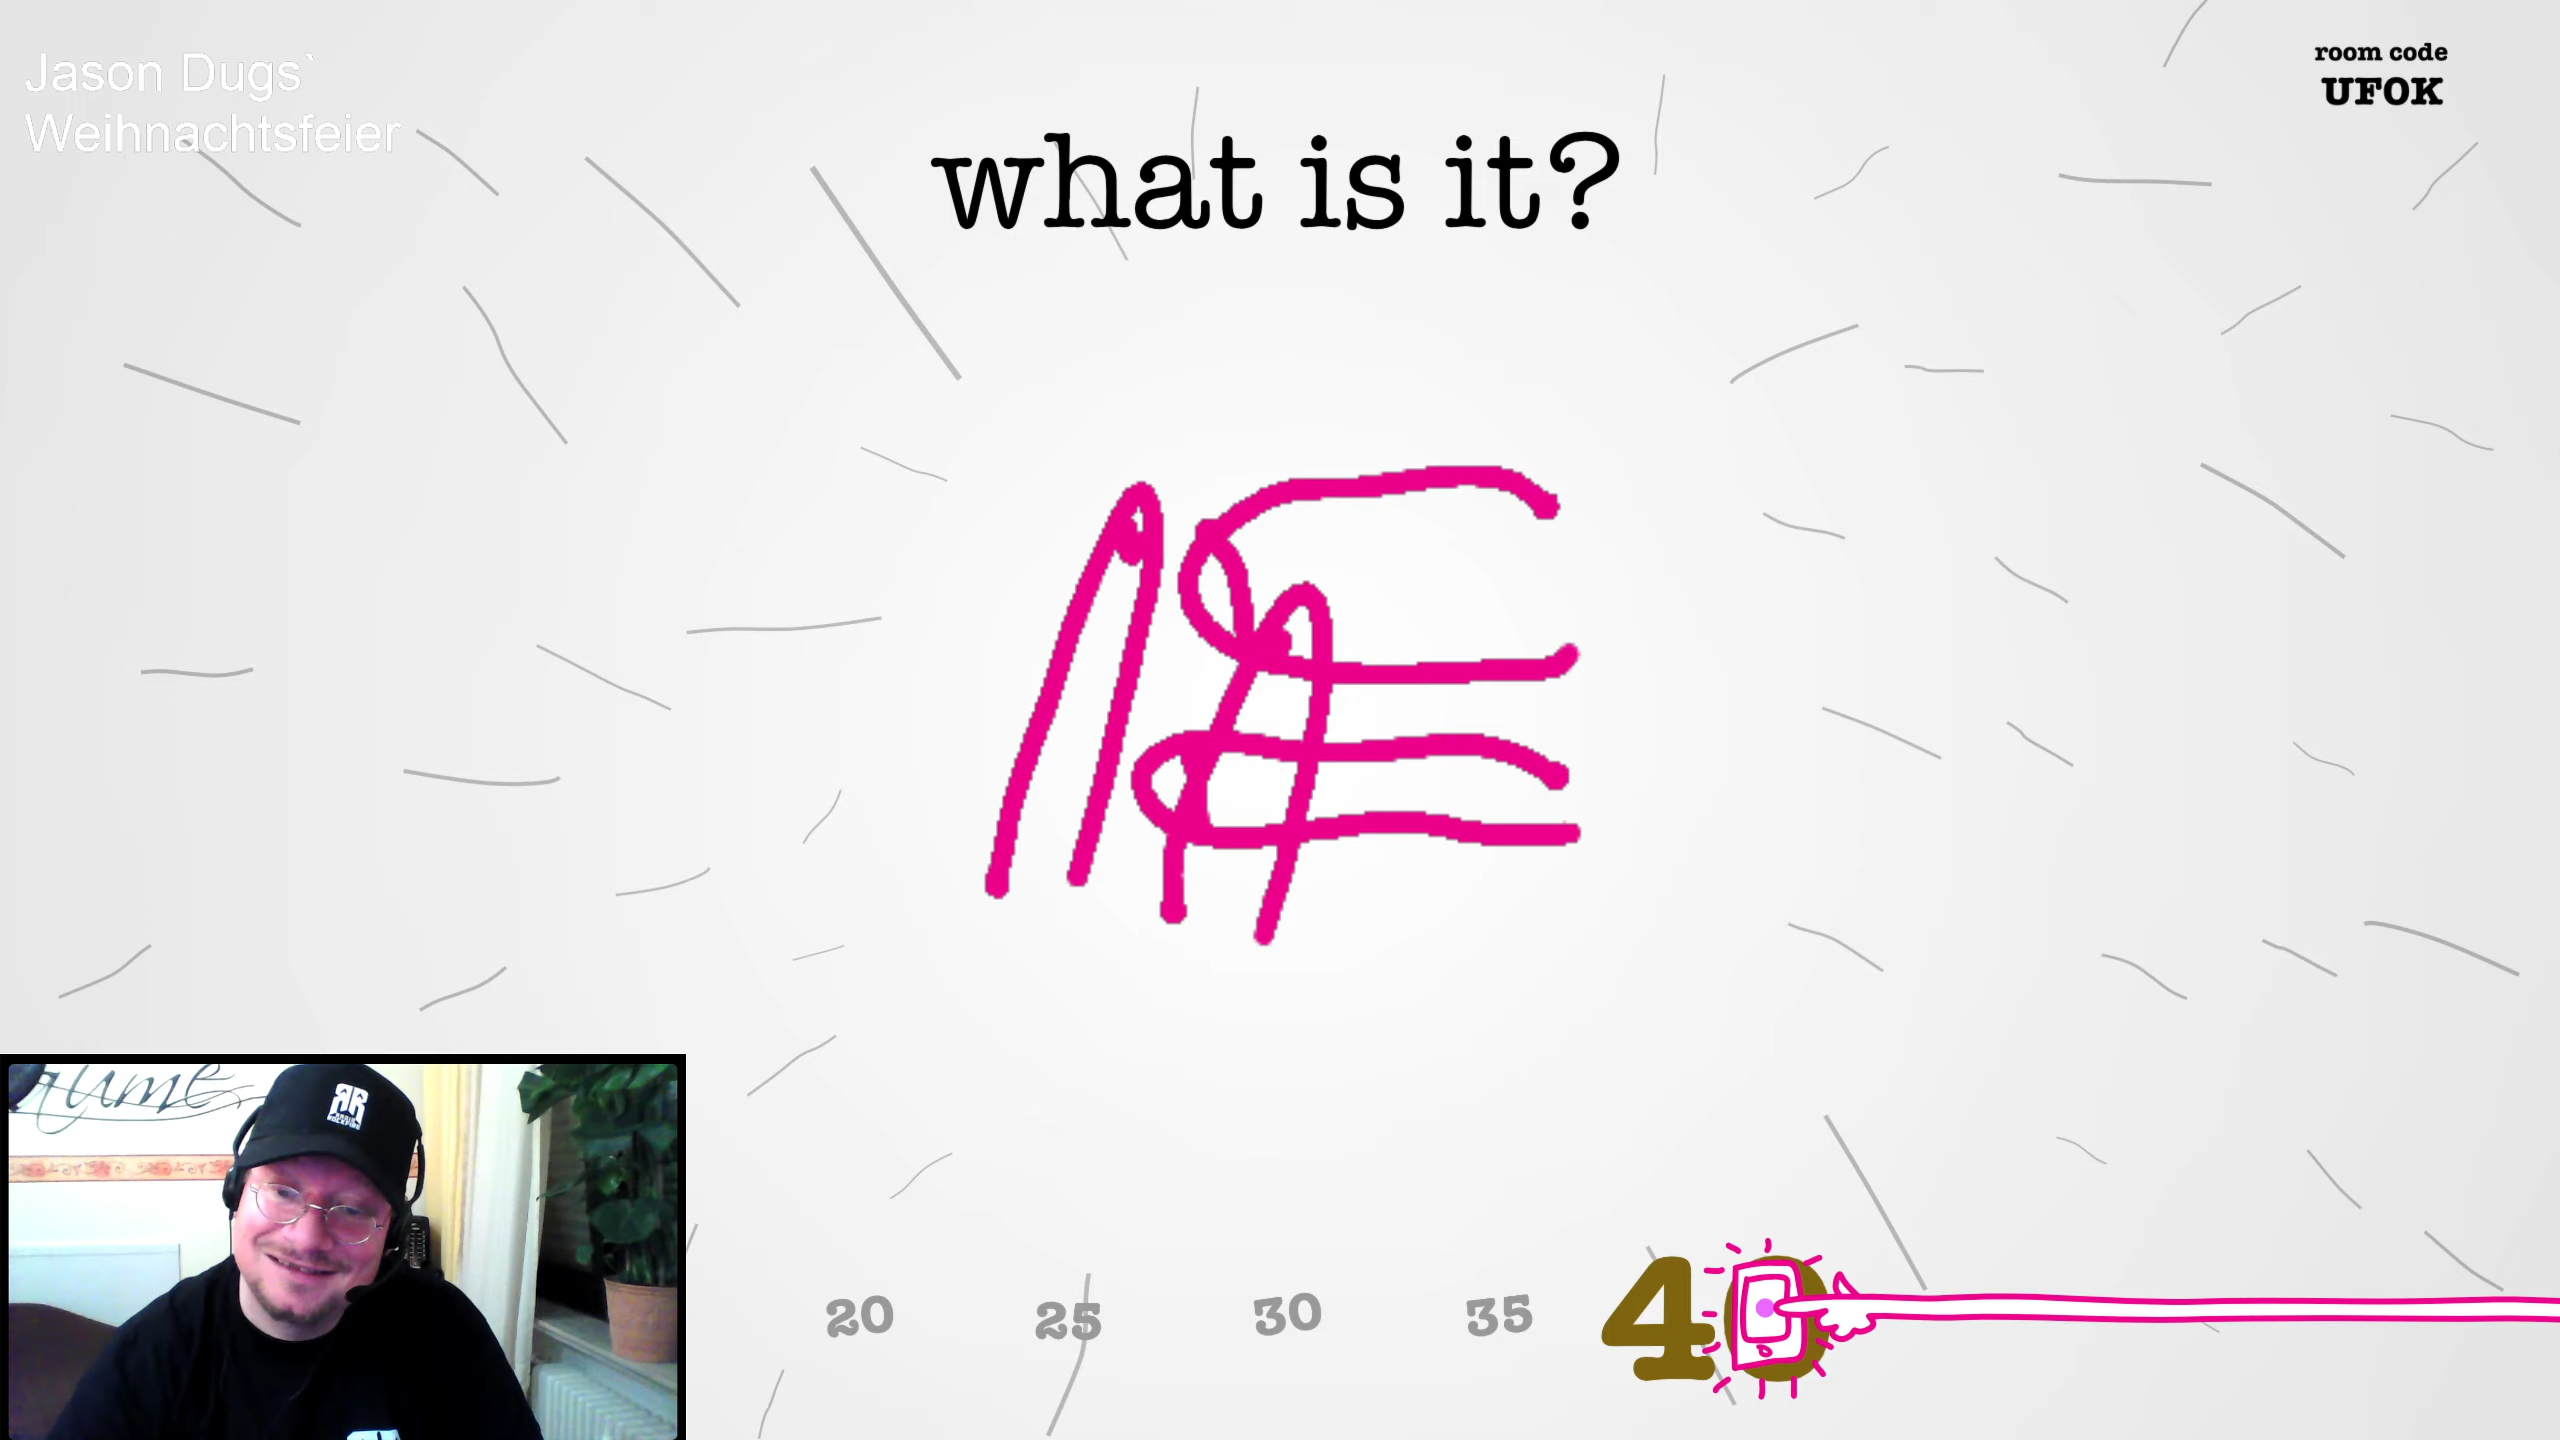 Jason Dugs`
Weihnachtsfeier
room code
UFOK
what is it?
20 25 30 35 40